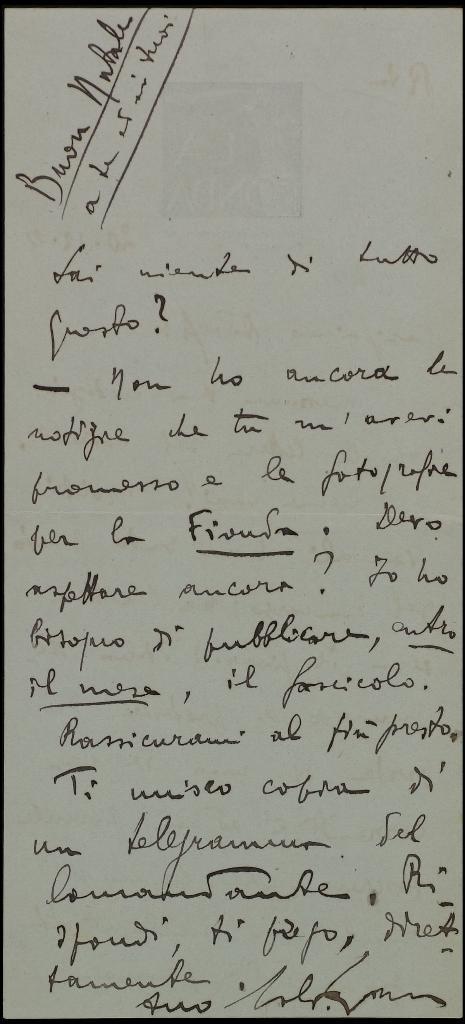 Buon Natale
a te ed ai tuoi
Sai niente di tutto
questo?
— Non ho ancora le
notizie che tu m'avevi
promesso e le fotografie
per la Fionda. Devo
aspettare ancora? Io ho
bisogno di pubblicare, entro
il mese, il fascicolo.
Rassicurami al più presto.
Ti unisco copia di
un telegramma del
Comandante. Ri-
spondi, ti prego, diret-
tamente.
tuo